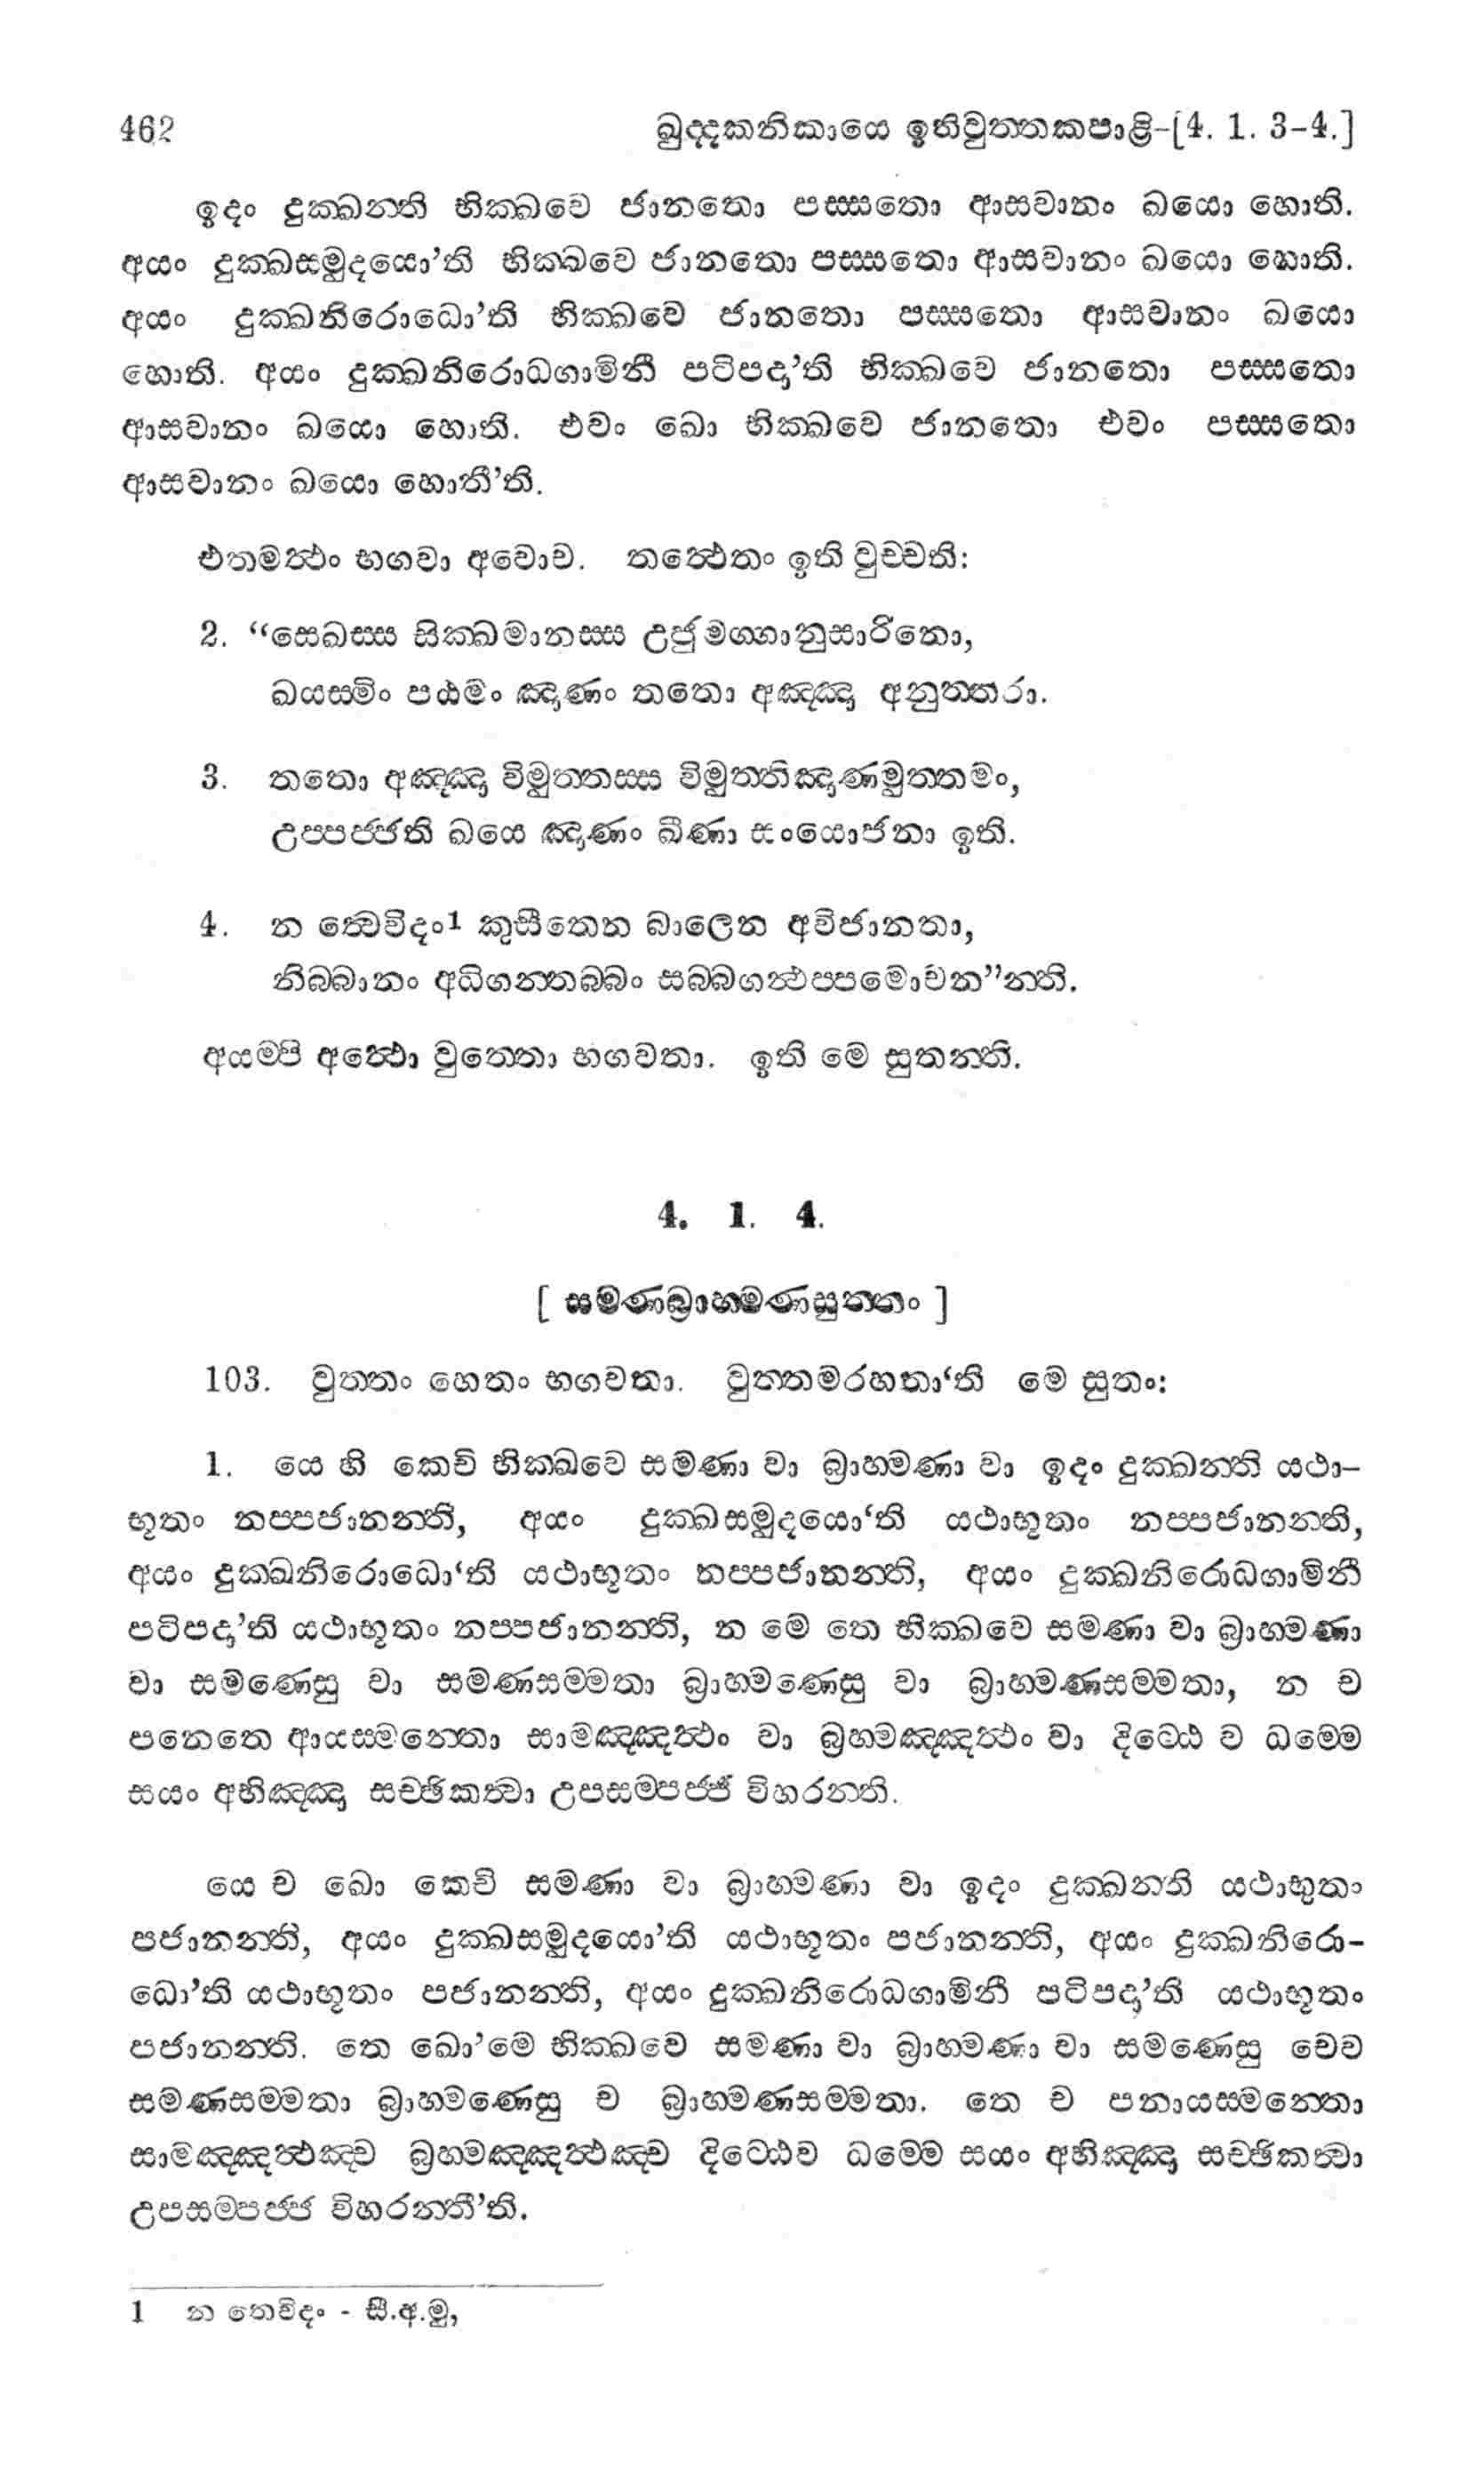 462 ඛුද්දකනිකායෙ ඉතිවුත්තකපාළි-[4. 1. 3-4.]
ඉදං දුක්ඛන්ති භික්ඛවෙ ජානතො පස්සතො ආසවානං ඛයො හොති.
අයං දුක්ඛසමුදයො'ති භික්ඛවෙ ජානතො පස්සතො ආසවානං ඛයො හොති.
අයං දුක්ඛනිරොධො'ති භික්ඛවෙ ජානතො පස්සතො ආසවානං ඛයො
හොති. අයං දුක්ඛනිරොධගාමිනී පටිපදා'ති භික්ඛවෙ ජානතො පස්සතො
ආසවානං ඛයො හොති. එවං ඛො භික්ඛවෙ ජානතො එවං පස්සතො
ආසවානං ඛයො හොතී'ති.
එතමත්ථං භගවා අවොච. තත්ථෙතං ඉති වුච්චති:
2. “සෙඛස්ස සික්ඛමානස්ස උජුමග්ගානුසාරිනො,
ඛයස්මිං පඨමං ඤාණං තතො අඤ්ඤා අනුත්තරා.
3. තතො අඤ්ඤා විමුත්තස්ස විමුත්තිඤාණමුත්තමං,
උප්පජ්ජති ඛයෙ ඤාණං ඛීණා සංයොජනා ඉති.
4. න ත්වෙවිදං1 කුසීතෙන බාලෙන අවිජානතා,
නිබ්බානං අධිගන්තබ්බං සබ්බගන්ථප්පමොචන”න්ති.
අයම්පි අත්ථො වුත්තො භගවතා. ඉති මෙ සුතන්ති.
4. 1. 4.
[ සමණබ්‍රාහ්මණසුත්තං ]
103. වුත්තං හෙතං භගවතා. වුත්තමරහතා‘ති මෙ සුතං:
1. යෙ හි කෙචි භික්ඛවෙ සමණා වා බ්‍රාහ්මණා වා ඉදං දුක්ඛන්ති යථා-
භූතං නප්පජානන්ති, අයං දුක්ඛසමුදයො‘ති යථාභූතං නප්පජානන්ති,
අයං දුක්ඛනිරොධො‘ති යථාභූතං නප්පජානන්ති, අයං දුක්ඛනිරොධගාමිනී
පටිපදා'ති යථාභූතං නප්පජානන්ති, න මෙ තෙ භික්ඛවෙ සමණා වා බ්‍රාහ්මණා
වා සමණෙසු වා සමණසම්මතා බ්‍රාහ්මණෙසු වා බ්‍රාහ්මණසම්මතා, න ච
පනෙතෙ ආයස්මන්තො සාමඤ්ඤත්ථං වා බ්‍රහ්මඤ්ඤත්ථං වා දිට්ඨෙ ව ධම්මෙ
සයං අභිඤ්ඤා සච්ඡිකත්වා උපසම්පජ්ජ විහරන්ති.
යෙ ච ඛො කෙචි සමණා වා බ්‍රාහ්මණා වා ඉදං දුක්ඛන්ති යථාභූතං
පජානන්ති, අයං දුක්ඛසමුදයො'ති යථාභූතං පජානන්ති, අයං දුක්ඛනිරො-
ධො'ති යථාභූතං පජානන්ති, අයං දුක්ඛනිරොධගාමිනී පටිපදා'ති යථාභූතං
පජානන්ති. තෙ ඛො'මෙ භික්ඛවෙ සමණා වා බ්‍රාහ්මණා වා සමණෙසු චෙව
සමණසම්මතා බ්‍රාහ්මණෙසු ච බ්‍රාහ්මණසම්මතා. තෙ ච පනායස්මන්තො
සාමඤ්ඤත්ථඤ්ච බ්‍රහ්මඤ්ඤත්ථඤ්ච දිට්ඨෙව ධම්මෙ සයං අභිඤ්ඤා සච්ඡිකත්වා
උපසම්පජ්ජ විහරන්තී'ති.
1 න තෙවිදං - සී.අ.මු,